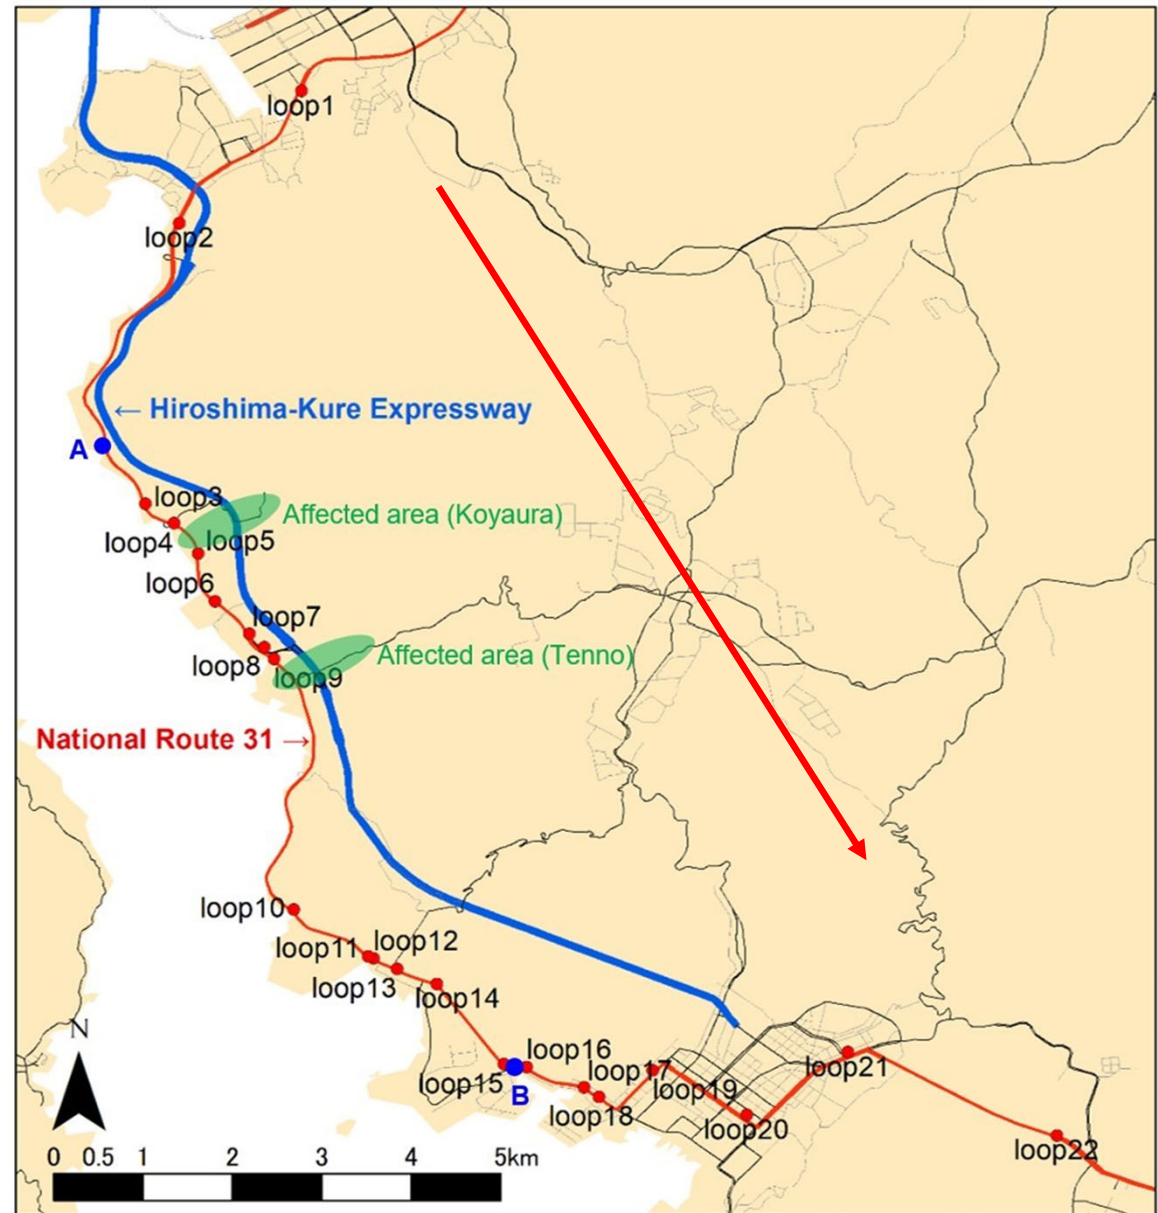 loop1
loop2
← Hiroshima-Kure Expressway
A
loop3
Affected area (Koyaura)
loop4
loop5
loop6
loop7
Affected area (Tenno)
loop8
loop9
National Route 31 →
loop10
loop11
loop12
loop13
loop14
N
loop16
loop15
loop17
B
loop18
loop19
loop20
loop21
loop22
0 0.5 1 2 3 4 5km